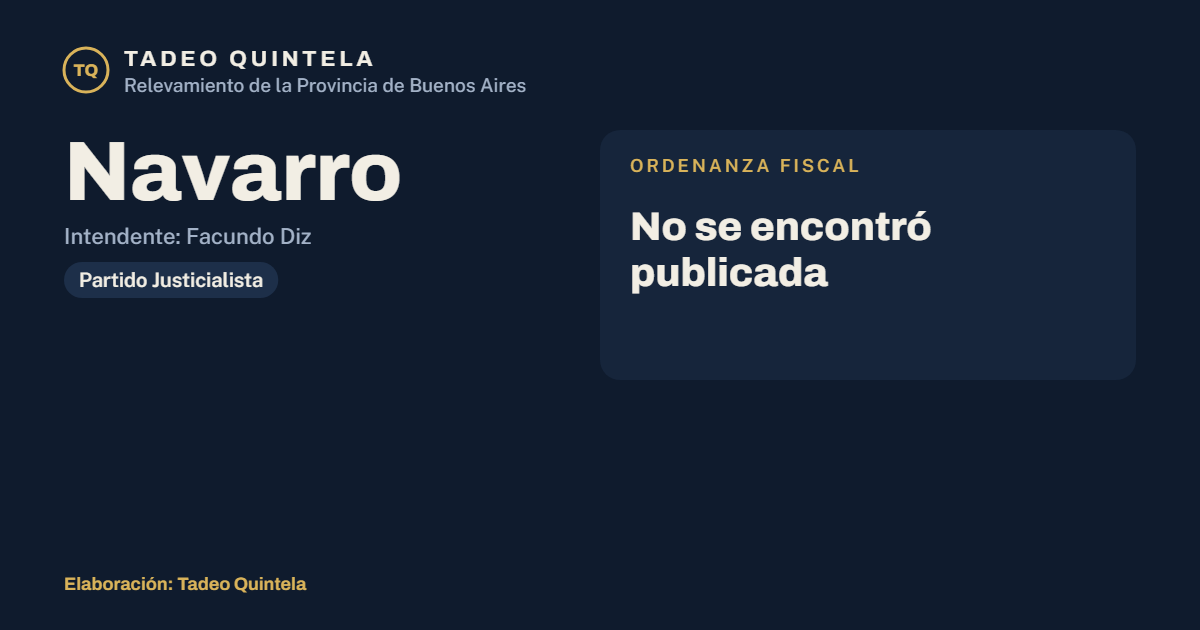 TQ
TADEO QUINTELA
Relevamiento de la Provincia de Buenos Aires
Navarro
Intendente: Facundo Diz
Partido Justicialista
ORDENANZA FISCAL
No se encontró
publicada
Elaboración: Tadeo Quintela